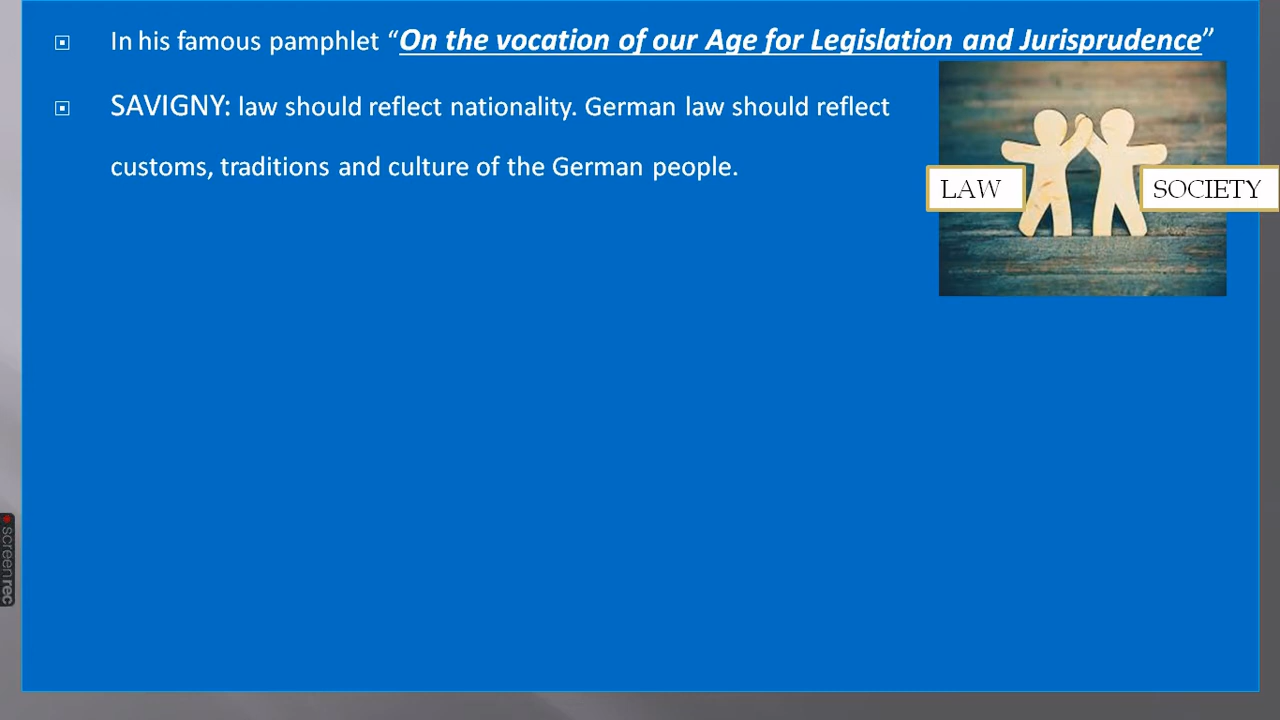 In his famous pamphlet “On the vocation of our Age for Legislation and Jurisprudence”
SAVIGNY: law should reflect nationality. German law should reflect
customs, traditions and culture of the German people.
LAW
SOCIETY
screenrec